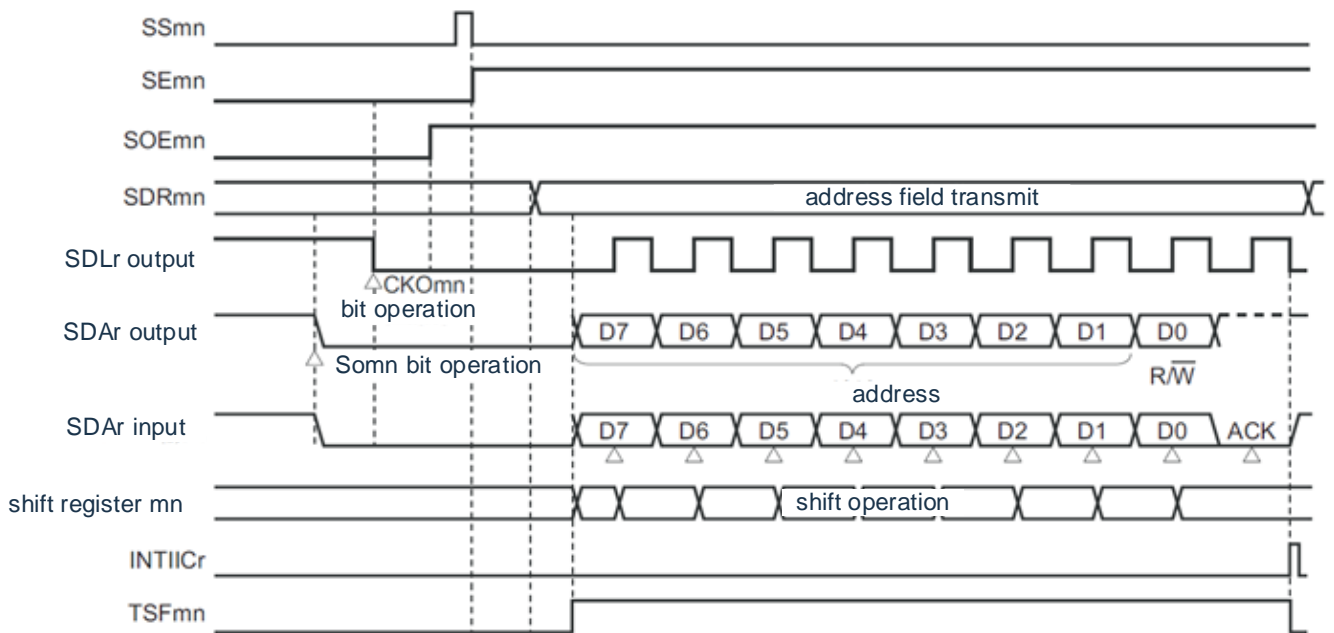 SSmn
SEmn
SOEmn
SDRmn
address field transmit
SDLr output
CKOmn
bit operation
SDAr output
D7 D6 D5 D4 D3 D2 D1 D0
Somn bit operation
R/W
address
SDAr input
D7 D6 D5 D4 D3 D2 D1 D0 ACK
shift register mn
shift operation
INTIICr
TSFmn